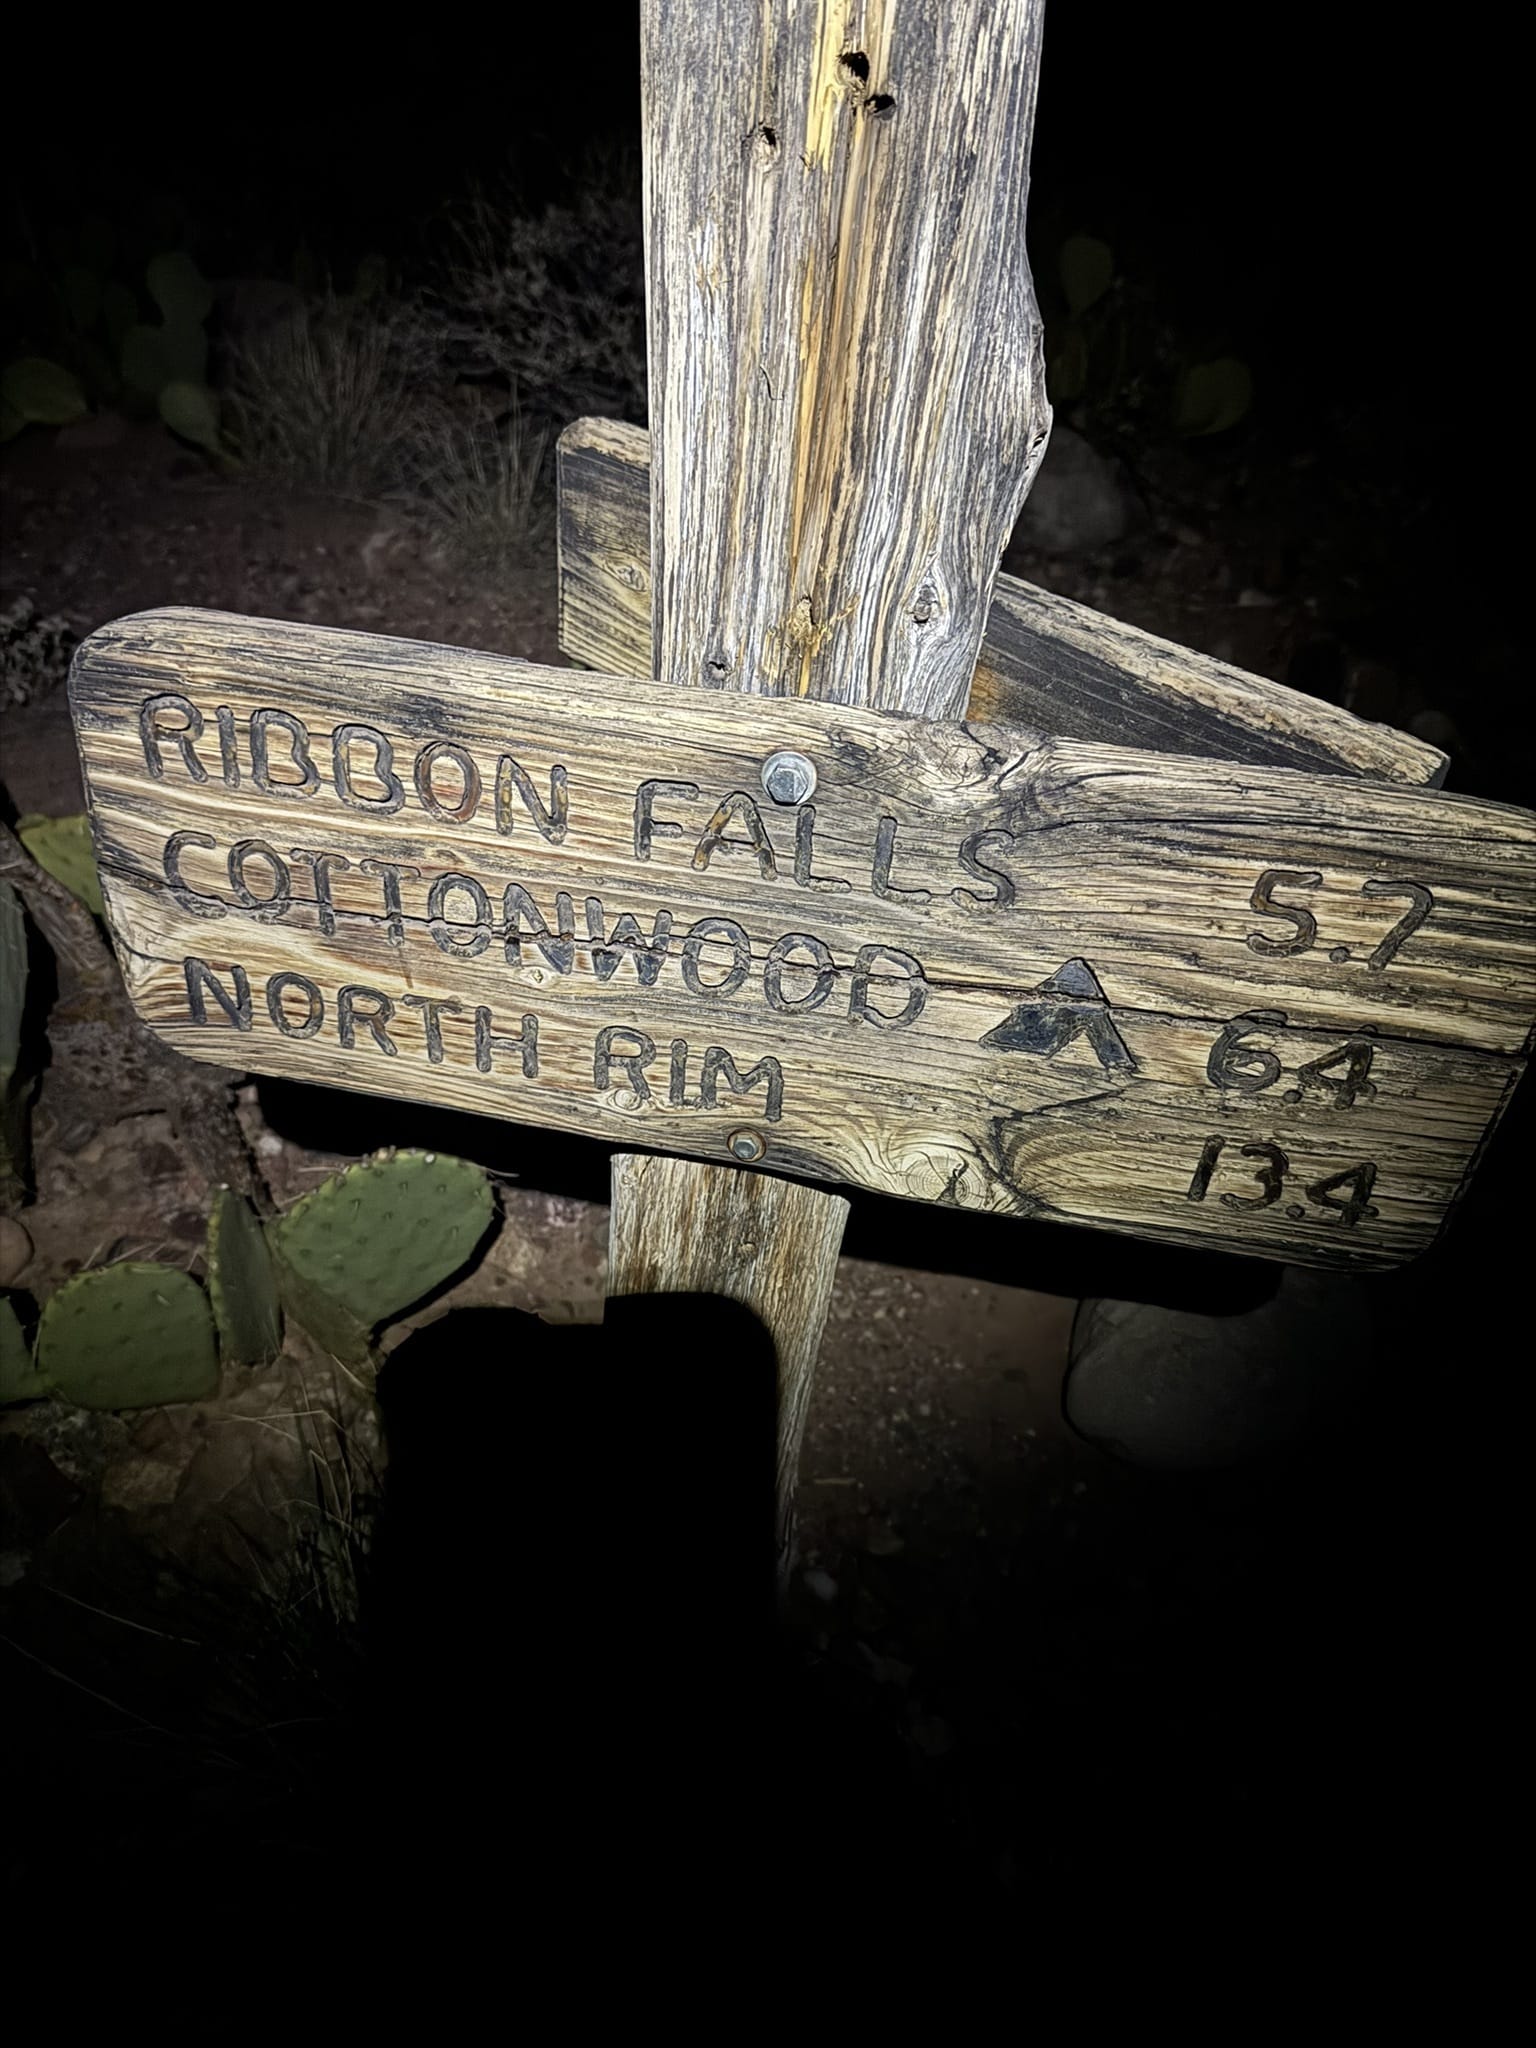 RIBBON FALLS 5.7
COTTONWOOD 6.4
NORTH RIM 13.4